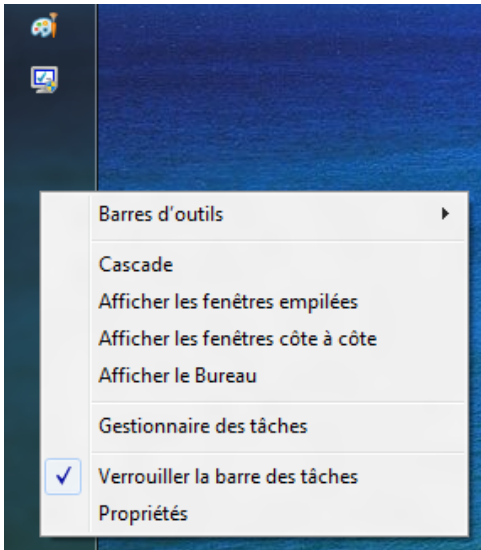 Barres d'outils
Cascade
Afficher les fenêtres empilées
Afficher les fenêtres côte à côte
Afficher le Bureau
Gestionnaire des tâches
Verrouiller la barre des tâches
Propriétés